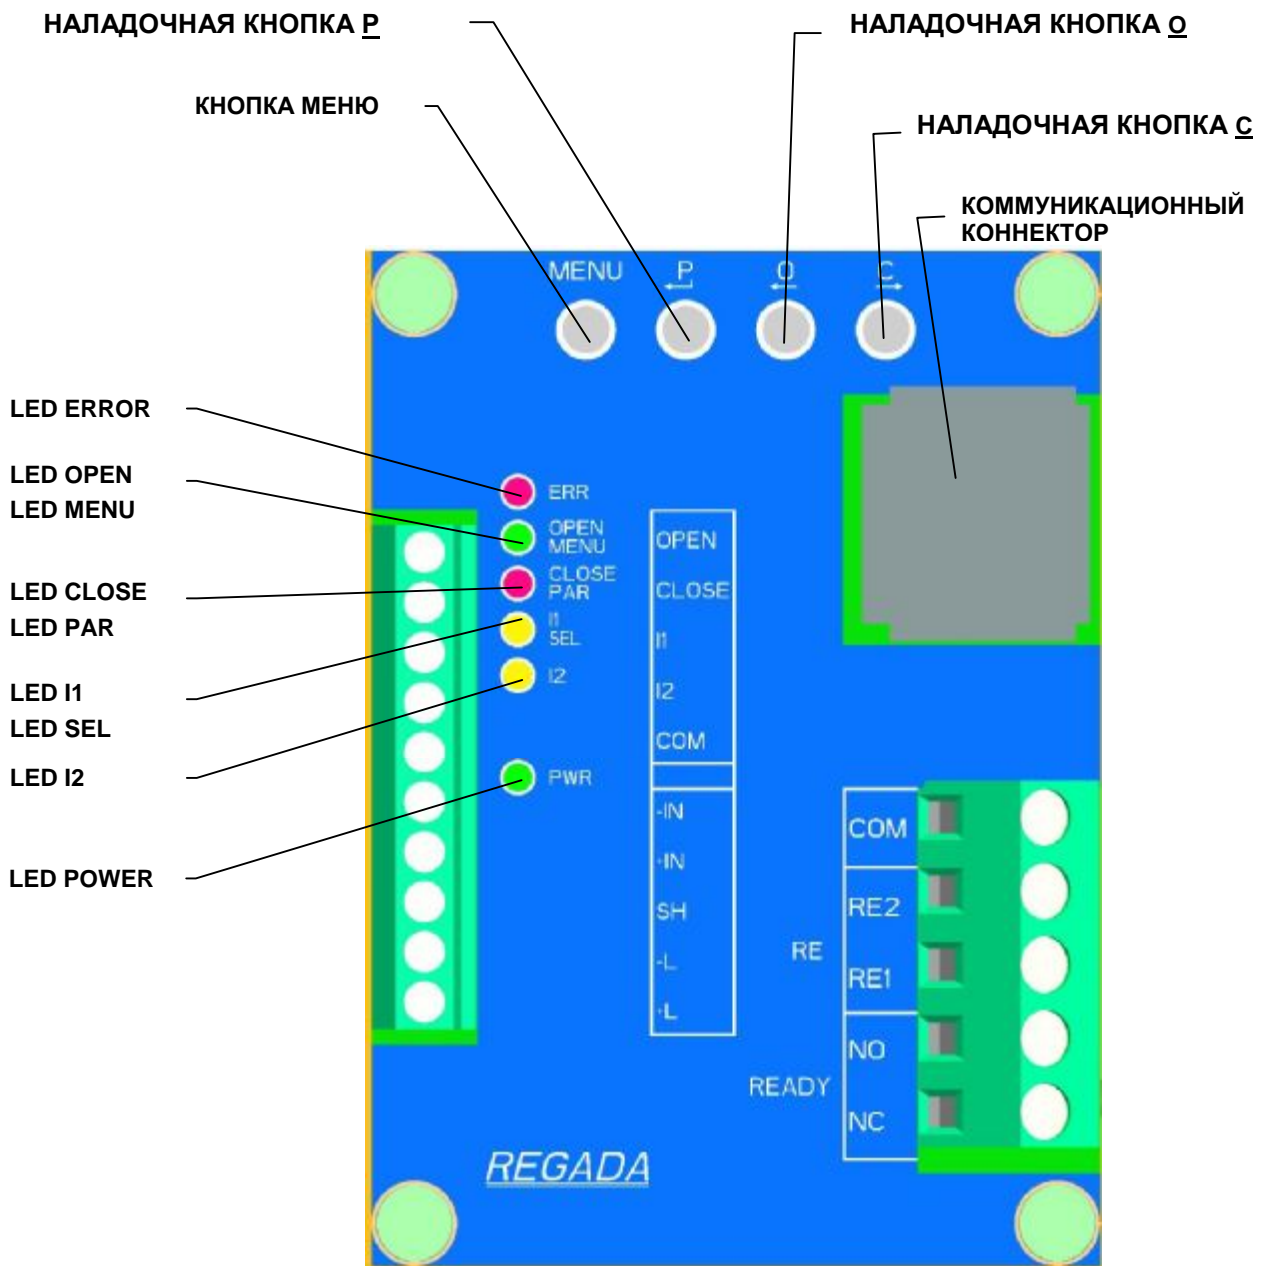 НАЛАДОЧНАЯ КНОПКА P
НАЛАДОЧНАЯ КНОПКА O
КНОПКА МЕНЮ
НАЛАДОЧНАЯ КНОПКА C
КОММУНИКАЦИОННЫЙ
КОННЕКТОР
MENU
P
O
C
LED ERROR
LED OPEN
LED MENU
LED CLOSE
LED PAR
LED I1
LED SEL
LED I2
LED POWER
ERR
OPEN
MENU
CLOSE
PAR
I1
SEL
I2
PWR
OPEN
CLOSE
I1
I2
COM
-IN
-IN
SH
-L
-L
COM
RE2
RE
RE1
NO
READY
NC
REGADA